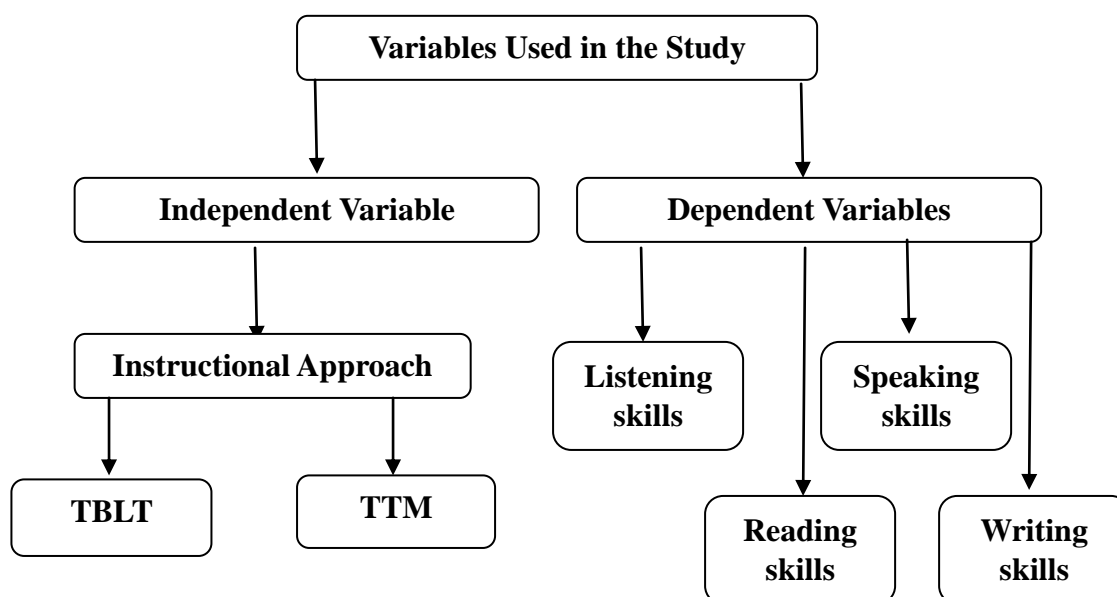 Variables Used in the Study
Independent Variable
Dependent Variables
Instructional Approach
Listening
skills
Speaking
skills
TBLT
TTM
Reading
skills
Writing
skills